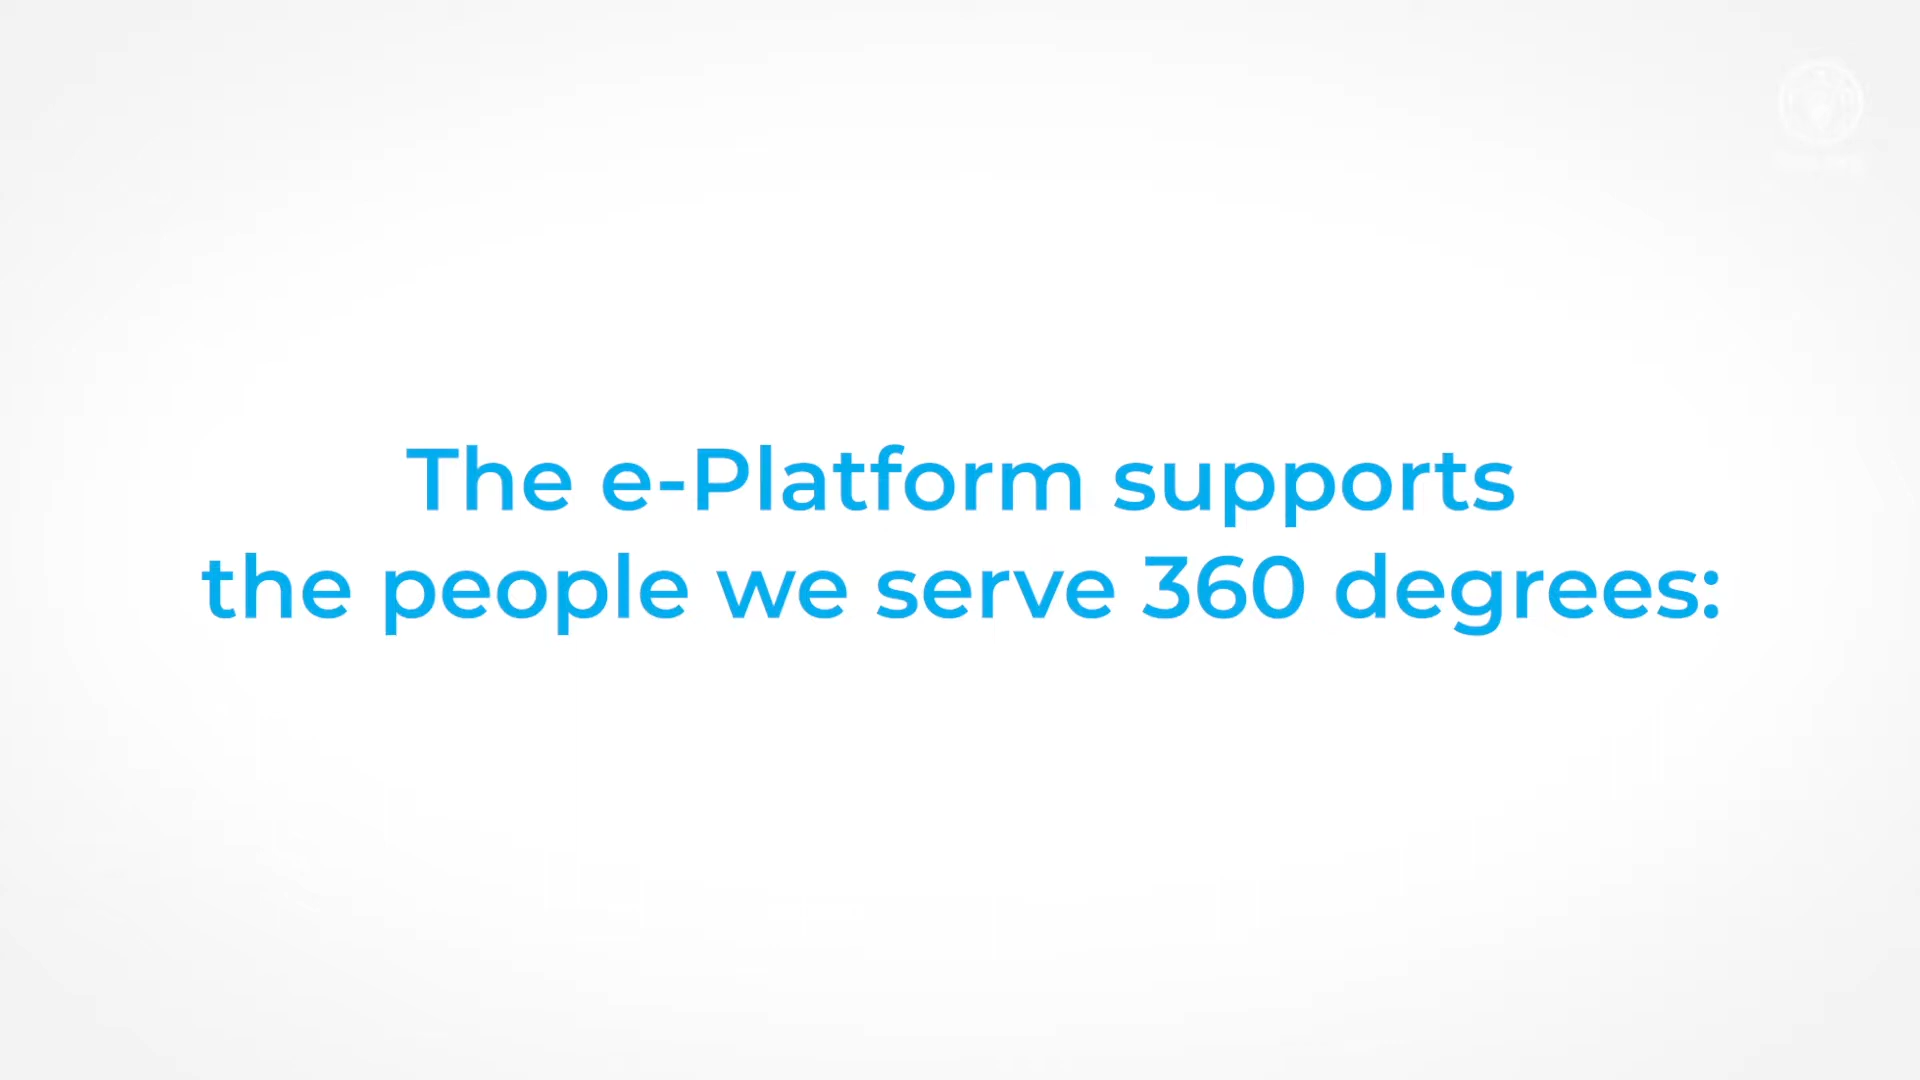 The e-Platform supports
the people we serve 360 degrees: